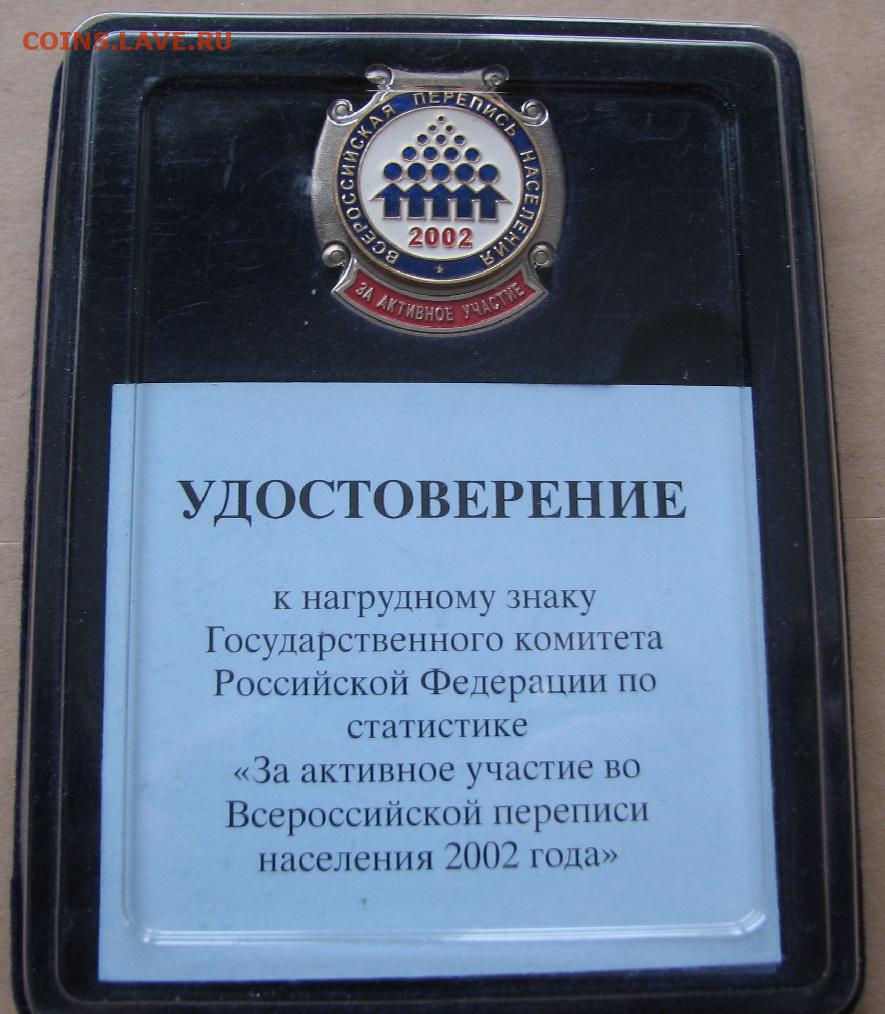 COINS.LAVE.RU
ВСЕРОССИЙСКАЯ ПЕРЕПИСЬ НАСЕЛЕНИЯ
2002
ЗА АКТИВНОЕ УЧАСТИЕ
УДОСТОВЕРЕНИЕ
к нагрудному знаку
Государственного комитета
Российской Федерации по
статистике
«За активное участие во
Всероссийской переписи
населения 2002 года»